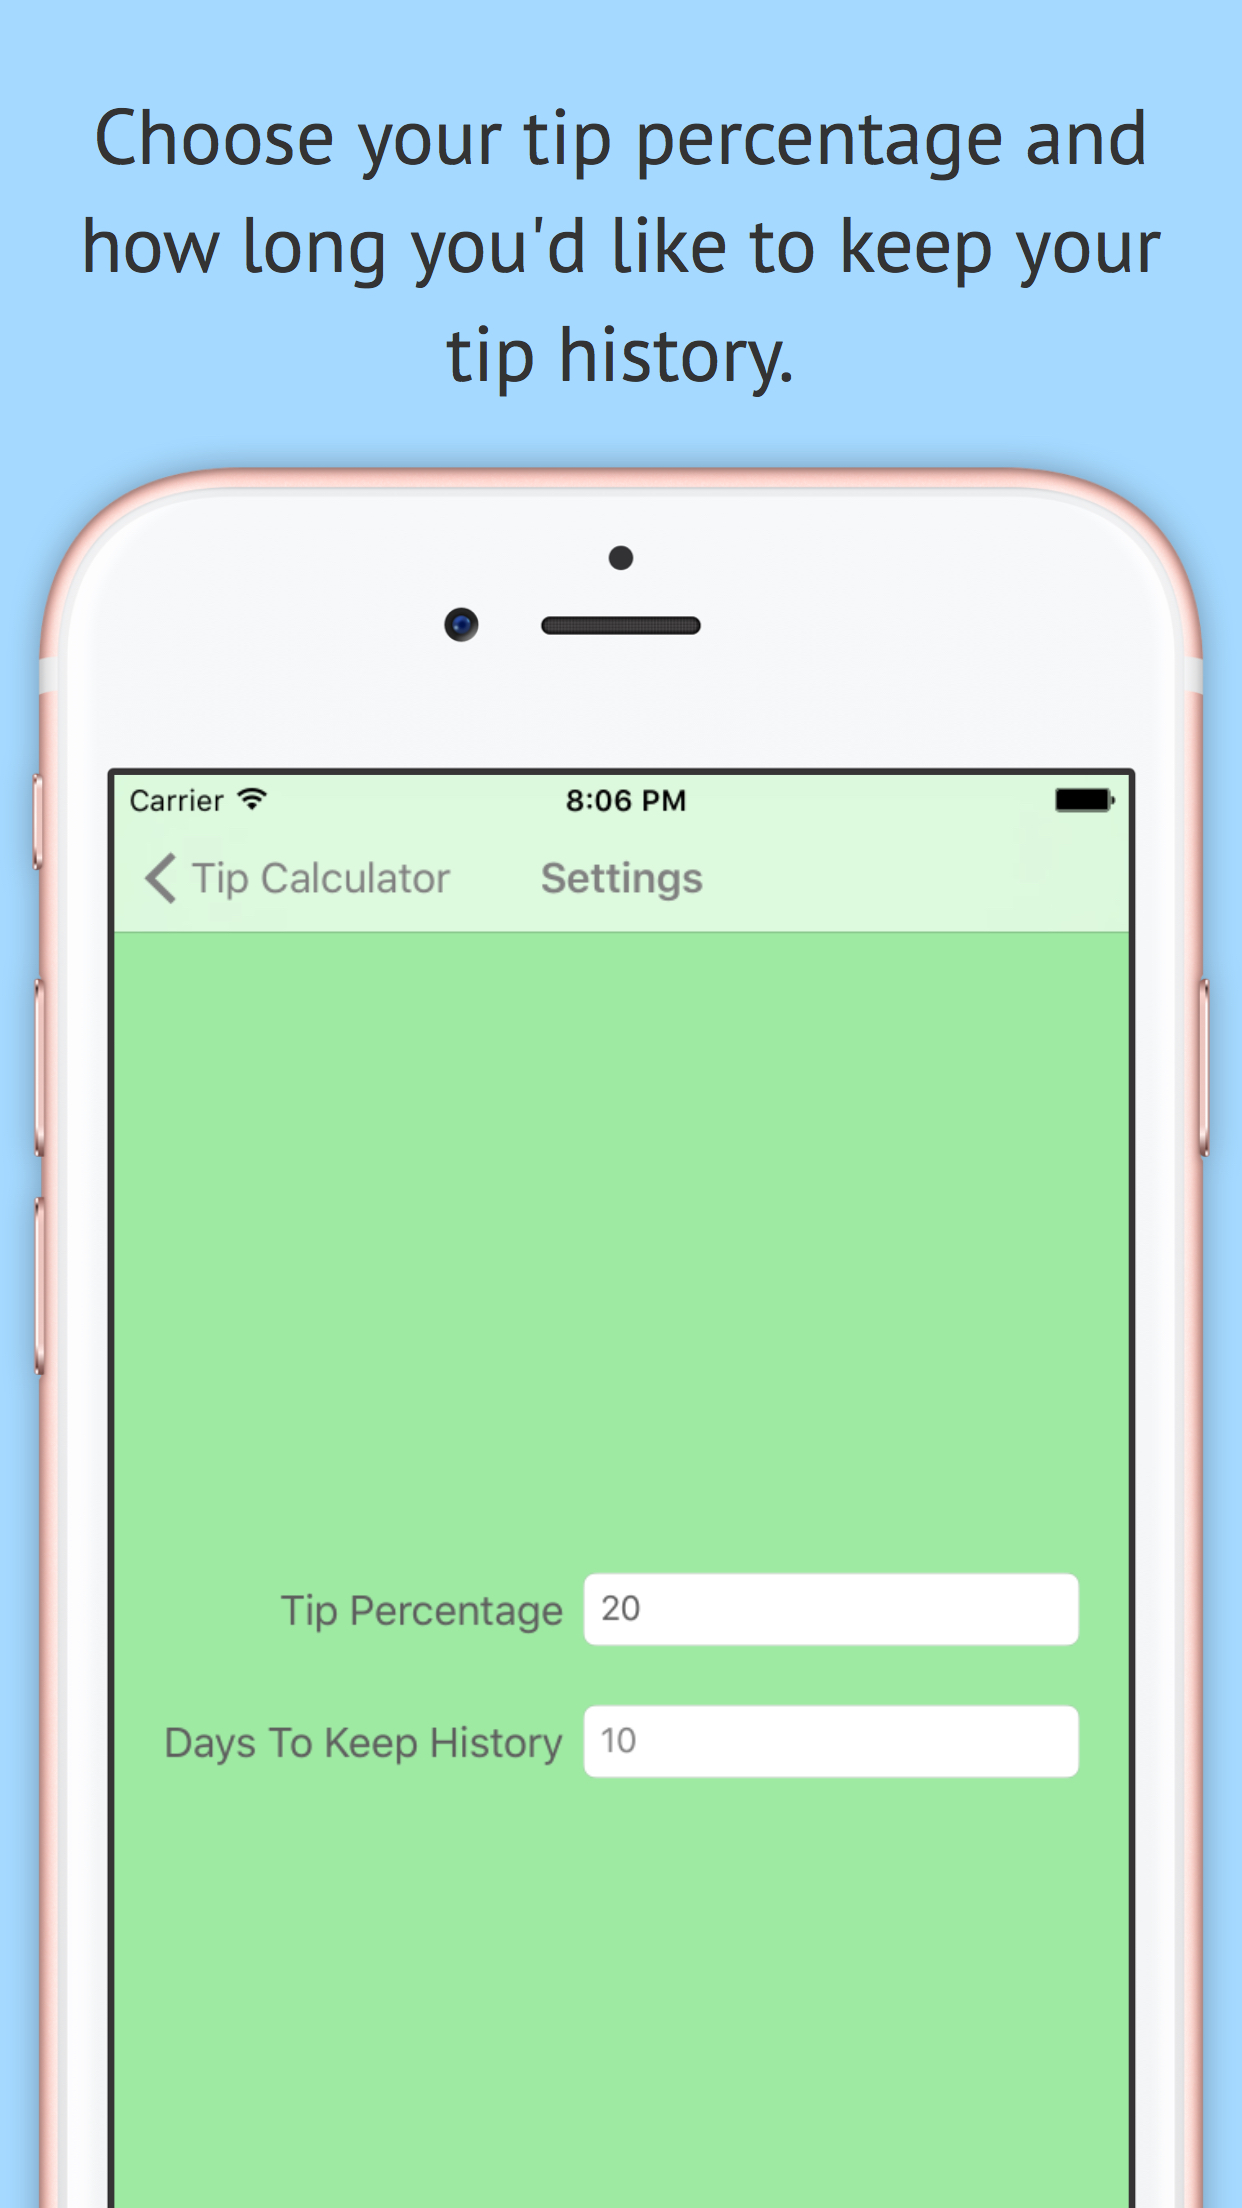 Choose your tip percentage and
how long you'd like to keep your
tip history.
Carrier 8:06 PM
Tip Calculator Settings
Tip Percentage 20
Days To Keep History 10